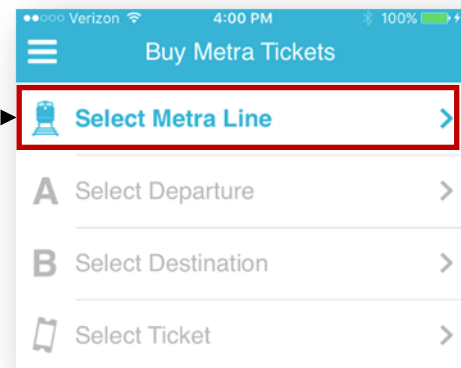 Verizon 4:00 PM 100%
Buy Metra Tickets
Select Metra Line
A Select Departure
B Select Destination
Select Ticket